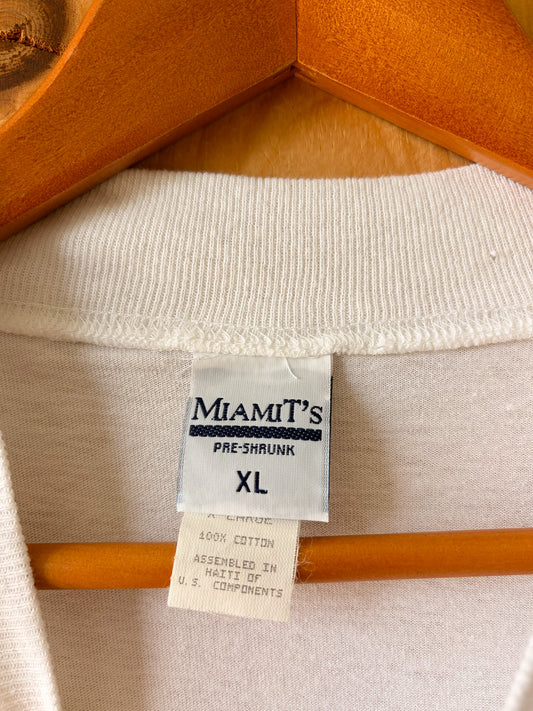 MIAMIT'S
PRE-SHRUNK
XL
X-LARGE
100% COTTON
ASSEMBLED IN
HAITI OF
U.S. COMPONENTS